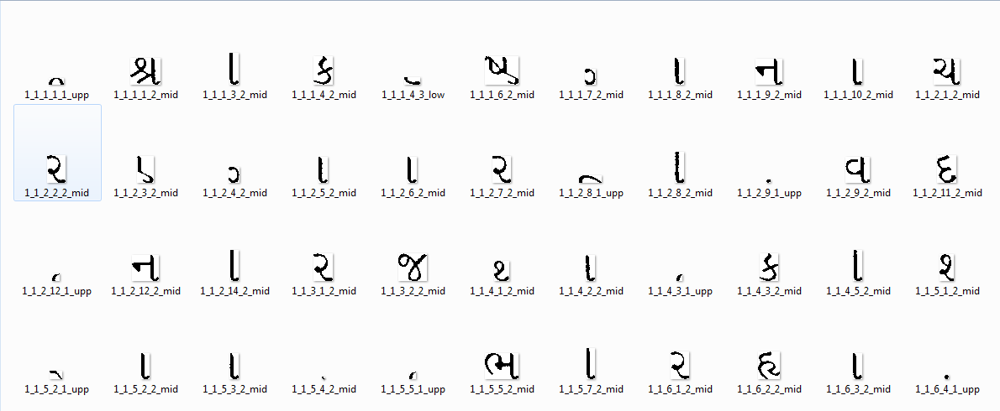 શ્ર ા ક ુ ષ ા ન ા ચ
1_1_1_1_1_upp 1_1_1_1_2_mid 1_1_1_3_2_mid 1_1_1_4_2_mid 1_1_1_4_3_low 1_1_1_6_2_mid 1_1_1_7_2_mid 1_1_1_8_2_mid 1_1_1_9_2_mid 1_1_1_10_2_mid 1_1_2_1_2_mid
ર ા ા ર ા વ દ
1_1_2_2_2_mid 1_1_2_3_2_mid 1_1_2_4_2_mid 1_1_2_5_2_mid 1_1_2_6_2_mid 1_1_2_7_2_mid 1_1_2_8_1_upp 1_1_2_8_2_mid 1_1_2_9_1_upp 1_1_2_9_2_mid 1_1_2_11_2_mid
ન ા ર જ ા ક ા
1_1_2_12_1_upp 1_1_2_12_2_mid 1_1_2_14_2_mid 1_1_3_1_2_mid 1_1_3_2_2_mid 1_1_4_1_2_mid 1_1_4_2_2_mid 1_1_4_3_1_upp 1_1_4_3_2_mid 1_1_4_5_2_mid 1_1_5_1_2_mid
ા ા ભ ા ર હ ા
1_1_5_2_1_upp 1_1_5_2_2_mid 1_1_5_3_2_mid 1_1_5_4_2_mid 1_1_5_5_1_upp 1_1_5_5_2_mid 1_1_5_7_2_mid 1_1_6_1_2_mid 1_1_6_2_2_mid 1_1_6_3_2_mid 1_1_6_4_1_upp